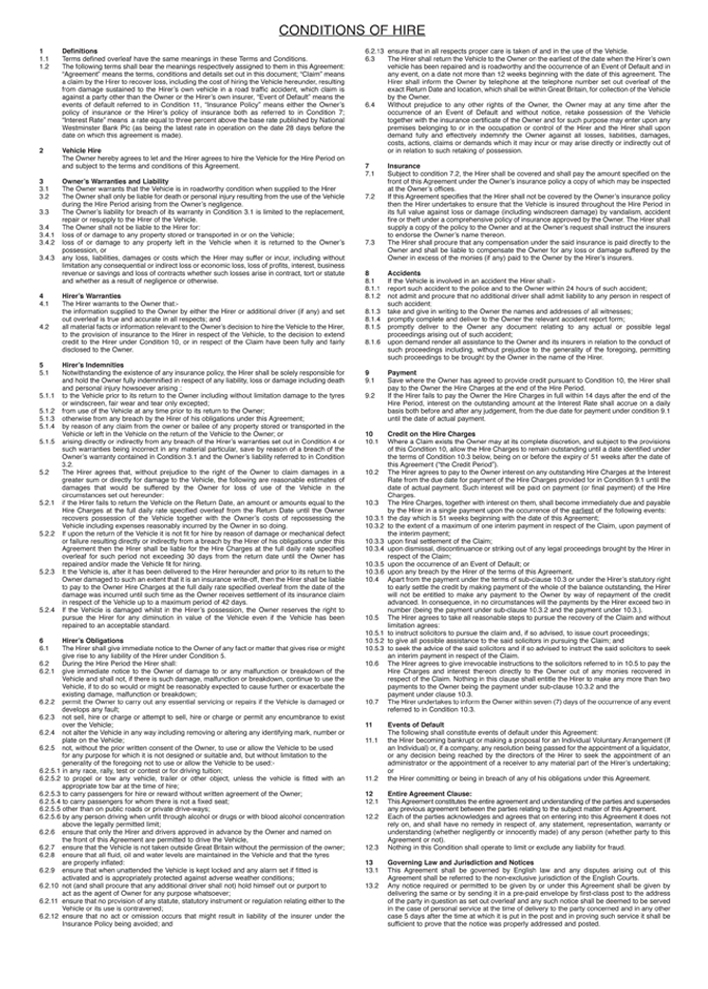 CONDITIONS OF HIRE
1 Definitions
1.1 Terms defined overleaf have the same meanings in these Terms and Conditions.
1.2 The following terms shall bear the meanings respectively assigned to them in this Agreement:
"Agreement" means the terms, conditions and details set out in this document; "Claim" means
a claim by the Hirer to recover loss, including the cost of hiring the Vehicle hereunder, resulting
from damage sustained to the Hirer's own vehicle in a road traffic accident, which claim is
against a party other than the Owner or the Hirer's own Insurer, "Event of Default" means the
events of default referred to in Condition 11, "Insurance Policy" means either the Owner's
policy of insurance or the Hirer's policy of insurance both as referred to in Condition 7;
"Interest Rate" means a rate equal to three percent above the base rate published by National
Westminster Bank Plc (as being the latest rate in operation on the date 28 days before the
date on which this agreement is made).
2 Vehicle Hire
The Owner hereby agrees to let and the Hirer agrees to hire the Vehicle for the Hire Period on
and subject to the terms and conditions of this Agreement.
3 Owner's Warranties and Liability
3.1 The Owner warrants that the Vehicle is in roadworthy condition when supplied to the Hirer
3.2 The Owner shall only be liable for death or personal injury resulting from the use of the Vehicle
during the Hire Period arising from the Owner's negligence.
3.3 The Owner's liability for breach of its warranty in Condition 3.1 is limited to the replacement,
repair or resupply to the Hirer of the Vehicle.
3.4 The Owner shall not be liable to the Hirer for:
3.4.1 loss of or damage to any property stored or transported in or on the Vehicle;
3.4.2 loss of or damage to any property left in the Vehicle when it is returned to the Owner's
possession, or
3.4.3 any loss, liabilities, damages or costs which the Hirer may suffer or incur, including without
limitation any consequential or indirect loss or economic loss, loss of profits, interest, business
revenue or savings and loss of contracts whether such losses arise in contract, tort or statute
and whether as a result of negligence or otherwise.
4 Hirer's Warranties
4.1 The Hirer warrants to the Owner that:-
the information supplied to the Owner by either the Hirer or additional driver (if any) and set
out overleaf is true and accurate in all respects; and
4.2 all material facts or information relevant to the Owner's decision to hire the Vehicle to the Hirer,
to the provision of insurance to the Hirer in respect of the Vehicle, to the decision to extend
credit to the Hirer under Condition 10, or in respect of the Claim have been fully and fairly
disclosed to the Owner.
5 Hirer's Indemnities
5.1 Notwithstanding the existence of any insurance policy, the Hirer shall be solely responsible for
and hold the Owner fully indemnified in respect of any liability, loss or damage including death
and personal injury howsoever arising :
5.1.1 to the Vehicle prior to its return to the Owner including without limitation damage to the tyres
or windscreen, fair wear and tear only excepted;
5.1.2 from use of the Vehicle at any time prior to its return to the Owner;
5.1.3 otherwise from any breach by the Hirer of his obligations under this Agreement;
5.1.4 by reason of any claim from the owner or bailee of any property stored or transported in the
Vehicle or left in the Vehicle on the return of the Vehicle to the Owner; or
5.1.5 arising directly or indirectly from any breach of the Hirer's warranties set out in Condition 4 or
such warranties being incorrect in any material particular, save by reason of a breach of the
Owner's warranty contained in Condition 3.1 and the Owner's liability referred to in Condition
3.2.
5.2 The Hirer agrees that, without prejudice to the right of the Owner to claim damages in a
greater sum or directly for damage to the Vehicle, the following are reasonable estimates of
damages that would be suffered by the Owner for loss of use of the Vehicle in the
circumstances set out hereunder:
5.2.1 if the Hirer fails to return the Vehicle on the Return Date, an amount or amounts equal to the
Hire Charges at the full daily rate specified overleaf from the Return Date until the Owner
recovers possession of the Vehicle together with the Owner's costs of repossessing the
Vehicle including expenses reasonably incurred by the Owner in so doing.
5.2.2 If upon the return of the Vehicle it is not fit for hire by reason of damage or mechanical defect
or failure resulting directly or indirectly from a breach by the Hirer of his obligations under this
Agreement then the Hirer shall be liable for the Hire Charges at the full daily rate specified
overleaf for such period not exceeding 30 days from the return date until the Owner has
repaired and/or made the Vehicle fit for hiring.
5.2.3 It the Vehicle is, after it has been delivered to the Hirer hereunder and prior to its return to the
Owner damaged to such an extent that it is an insurance write-off, then the Hirer shall be liable
to pay to the Owner Hire Charges at the full daily rate specified overleaf from the date of the
damage was incurred until such time as the Owner receives settlement of its insurance claim
in respect of the Vehicle up to a maximum period of 42 days.
5.2.4 If the Vehicle is damaged whilst in the Hirer's possession, the Owner reserves the right to
pursue the Hirer for any diminution in value of the Vehicle even if the Vehicle has been
repaired to an acceptable standard.
6 Hirer's Obligations
6.1 The Hirer shall give immediate notice to the Owner of any fact or matter that gives rise or might
give rise to any liability of the Hirer under Condition 5.
6.2 During the Hire Period the Hirer shall:
6.2.1 give immediate notice to the Owner of damage to or any malfunction or breakdown of the
Vehicle and shall not, if there is such damage, malfunction or breakdown, continue to use the
Vehicle, if to do so would or might be reasonably expected to cause further or exacerbate the
existing damage, malfunction or breakdown;
6.2.2 permit the Owner to carry out any essential servicing or repairs if the Vehicle is damaged or
develops any fault;
6.2.3 not sell, hire or charge or attempt to sell, hire or charge or permit any encumbrance to exist
over the Vehicle;
6.2.4 not alter the Vehicle in any way including removing or altering any identifying mark, number or
plate on the Vehicle;
6.2.5 not, without the prior written consent of the Owner, to use or allow the Vehicle to be used
for any purpose for which it is not designed or suitable and, but without limitation to the
generality of the foregoing not to use or allow the Vehicle to be used:-
6.2.5.1 in any race, rally, test or contest or for driving tuition;
6.2.5.2 to propel or tow any vehicle, trailer or other object, unless the vehicle is fitted with an
appropriate tow bar at the time of hire;
6.2.5.3 to carry passengers for hire or reward without written agreement of the Owner;
6.2.5.4 to carry passengers for whom there is not a fixed seat;
6.2.5.5 other than on public roads or private drive-ways;
6.2.5.6 by any person driving when unfit through alcohol or drugs or with blood alcohol concentration
above the legally permitted limit;
6.2.6 ensure that only the Hirer and drivers approved in advance by the Owner and named on
the front of this Agreement are permitted to drive the Vehicle,
6.2.7 ensure that the Vehicle is not taken outside Great Britain without the permission of the owner;
6.2.8 ensure that all fluid, oil and water levels are maintained in the Vehicle and that the tyres
are properly inflated:
6.2.9 ensure that when unattended the Vehicle is kept locked and any alarm set if fitted is
activated and is appropriately protected against adverse weather conditions;
6.2.10 not (and shall procure that any additional driver shall not) hold himself out or purport to
act as the agent of Owner for any purpose whatsoever;
6.2.11 ensure that no provision of any statute, statutory instrument or regulation relating either to the
Vehicle or its use is contravened;
6.2.12 ensure that no act or omission occurs that might result in liability of the insurer under the
Insurance Policy being avoided; and
6.2.13 ensure that in all respects proper care is taken of and in the use of the Vehicle.
6.3 The Hirer shall return the Vehicle to the Owner on the earliest of the date when the Hirer's own
vehicle has been repaired and is roadworthy and the occurrence of an Event of Default and in
any event, on a date not more than 12 weeks beginning with the date of this agreement. The
Hirer shall inform the Owner by telephone at the telephone number set out overleaf of the
exact Return Date and location, which shall be within Great Britain, for collection of the Vehicle
by the Owner.
6.4 Without prejudice to any other rights of the Owner, the Owner may at any time after the
occurrence of an Event of Default and without notice, retake possession of the Vehicle
together with the insurance certificate of the Owner and for such purpose may enter upon any
premises belonging to or in the occupation or control of the Hirer and the Hirer shall upon
demand fully and effectively indemnify the Owner against all losses, liabilities, damages,
costs, actions, claims or demands which it may incur or may arise directly or indirectly out of
or in relation to such retaking of possession.
7 Insurance
7.1 Subject to condition 7.2, the Hirer shall be covered and shall pay the amount specified on the
front of this Agreement under the Owner's insurance policy a copy of which may be inspected
at the Owner's offices.
7.2 If this Agreement specifies that the Hirer shall not be covered by the Owner's insurance policy
then the Hirer undertakes to ensure that the Vehicle is insured throughout the Hire Period in
its full value against loss or damage (including windscreen damage) by vandalism, accident
fire or theft under a comprehensive policy of insurance approved by the Owner. The Hirer shall
supply a copy of the policy to the Owner and at the Owner's request shall instruct the insurers
to endorse the Owner's name thereon.
7.3 The Hirer shall procure that any compensation under the said insurance is paid directly to the
Owner and shall be liable to compensate the Owner for any loss or damage suffered by the
Owner in excess of the monies (if any) paid to the Owner by the Hirer's insurers.
8 Accidents
8.1 If the Vehicle is involved in an accident the Hirer shall:-
8.1.1 report such accident to the police and to the Owner within 24 hours of such accident;
8.1.2 not admit and procure that no additional driver shall admit liability to any person in respect of
such accident:
8.1.3 take and give in writing to the Owner the names and addresses of all witnesses;
8.1.4 promptly complete and deliver to the Owner the relevant accident report form;
8.1.5 promptly deliver to the Owner any document relating to any actual or possible legal
proceedings arising out of such accident;
8.1.6 upon demand render all assistance to the Owner and its insurers in relation to the conduct of
such proceedings including, without prejudice to the generality of the foregoing, permitting
such proceedings to be brought by the Owner in the name of the Hirer.
9 Payment
9.1 Save where the Owner has agreed to provide credit pursuant to Condition 10, the Hirer shall
pay to the Owner the Hire Charges at the end of the Hire Period.
9.2 If the Hirer fails to pay the Owner the Hire Charges in full within 14 days after the end of the
Hire Period, interest on the outstanding amount at the Interest Rate shall accrue on a daily
basis both before and after any judgement, from the due date for payment under condition 9.1
until the date of actual payment.
10 Credit on the Hire Charges
10.1 Where a Claim exists the Owner may at its complete discretion, and subject to the provisions
of this Condition 10, allow the Hire Charges to remain outstanding until a date identified under
the terms of Condition 10.3 below, being on or before the expiry of 51 weeks after the date of
this Agreement ("the Credit Period").
10.2 The Hirer agrees to pay to the Owner interest on any outstanding Hire Charges at the Interest
Rate from the due date for payment of the Hire Charges provided for in Condition 9.1 until the
date of actual payment. Such interest will be paid on payment (or final payment) of the Hire
Charges.
10.3 The Hire Charges, together with interest on them, shall become immediately due and payable
by the Hirer in a single payment upon the occurrence of the earliest of the following events:
10.3.1 the day which is 51 weeks beginning with the date of this Agreement;
10.3.2 to the extent of a maximum of one interim payment in respect of the Claim, upon payment of
the interim payment;
10.3.3 upon final settlement of the Claim;
10.3.4 upon dismissal, discontinuance or striking out of any legal proceedings brought by the Hirer in
respect of the Claim;
10.3.5 upon the occurrence of an Event of Default; or
10.3.6 upon any breach by the Hirer of the terms of this Agreement.
10.4 Apart from the payment under the terms of sub-clause 10.3 or under the Hirer's statutory right
to early settle the credit by making payment of the whole of the balance outstanding, the Hirer
will not be entitled to make any payment to the Owner by way of repayment of the credit
advanced. In consequence, in no circumstances will the payments by the Hirer exceed two in
number (being the payment under sub-clause 10.3.2 and the payment under 10.3.).
10.5 The Hirer agrees to take all reasonable steps to pursue the recovery of the Claim and without
limitation agrees:
10.5.1 to instruct solicitors to pursue the claim and, if so advised, to issue court proceedings;
10.5.2 to give all possible assistance to the said solicitors in pursuing the Claim; and
10.5.3 to seek the advice of the said solicitors and if so advised to instruct the said solicitors to seek
an interim payment in respect of the Claim.
10.6 The Hirer agrees to give irrevocable instructions to the solicitors referred to in 10.5 to pay the
Hire Charges and interest thereon directly to the Owner out of any monies recovered in
respect of the Claim. Nothing in this clause shall entitle the Hirer to make any more than two
payments to the Owner being the payment under sub-clause 10.3.2 and the
payment under clause 10.3.
10.7 The Hirer undertakes to inform the Owner within seven (7) days of the occurrence of any event
referred to in Condition 10.3.
11 Events of Default
The following shall constitute events of default under this Agreement:
11.1 the Hirer becoming bankrupt or making a proposal for an Individual Voluntary Arrangement (If
an Individual) or, if a company, any resolution being passed for the appointment of a liquidator,
or any decision being reached by the directors of the Hirer to seek the appointment of an
administrator or the appointment of a receiver to any material part of the Hirer's undertaking;
or
11.2 the Hirer committing or being in breach of any of his obligations under this Agreement.
12 Entire Agreement Clause:
12.1 This Agreement constitutes the entire agreement and understanding of the parties and supersedes
any previous agreement between the parties relating to the subject matter of this Agreement.
12.2 Each of the parties acknowledges and agrees that on entering into this Agreement it does not
rely on, and shall have no remedy in respect of, any statement, representation, warranty or
understanding (whether negligently or innocently made) of any person (whether party to this
Agreement or not).
12.3 Nothing in this Condition shall operate to limit or exclude any liability for fraud.
13 Governing Law and Jurisdiction and Notices
13.1 This Agreement shall be governed by English law and any disputes arising out of this
Agreement shall be referred to the non-exclusive jurisdiction of the English Courts.
13.2 Any notice required or permitted to be given by or under this Agreement shall be given by
delivering the same or by sending it in a pre-paid envelope by first-class post to the address
of the party in question as set out overleaf and any such notice shall be deemed to be served
in the case of personal service at the time of delivery to the party concerned and in any other
case 5 days after the time at which it is put in the post and in proving such service it shall be
sufficient to prove that the notice was properly addressed and posted.